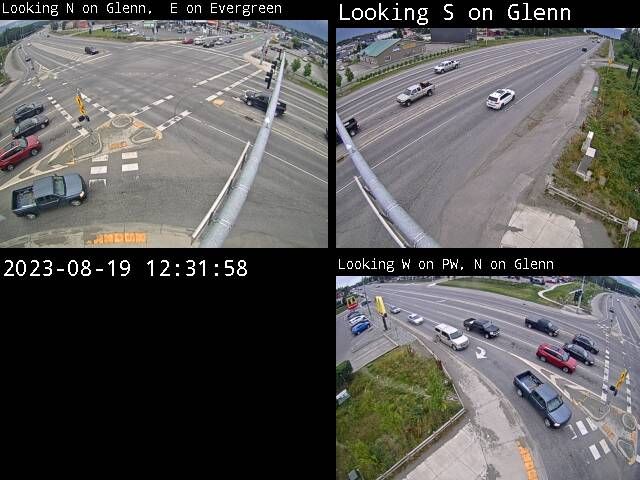 Looking N on Glenn, E on Evergreen
Looking S on Glenn
2023-08-19 12:31:58
Looking W on PW, N on Glenn